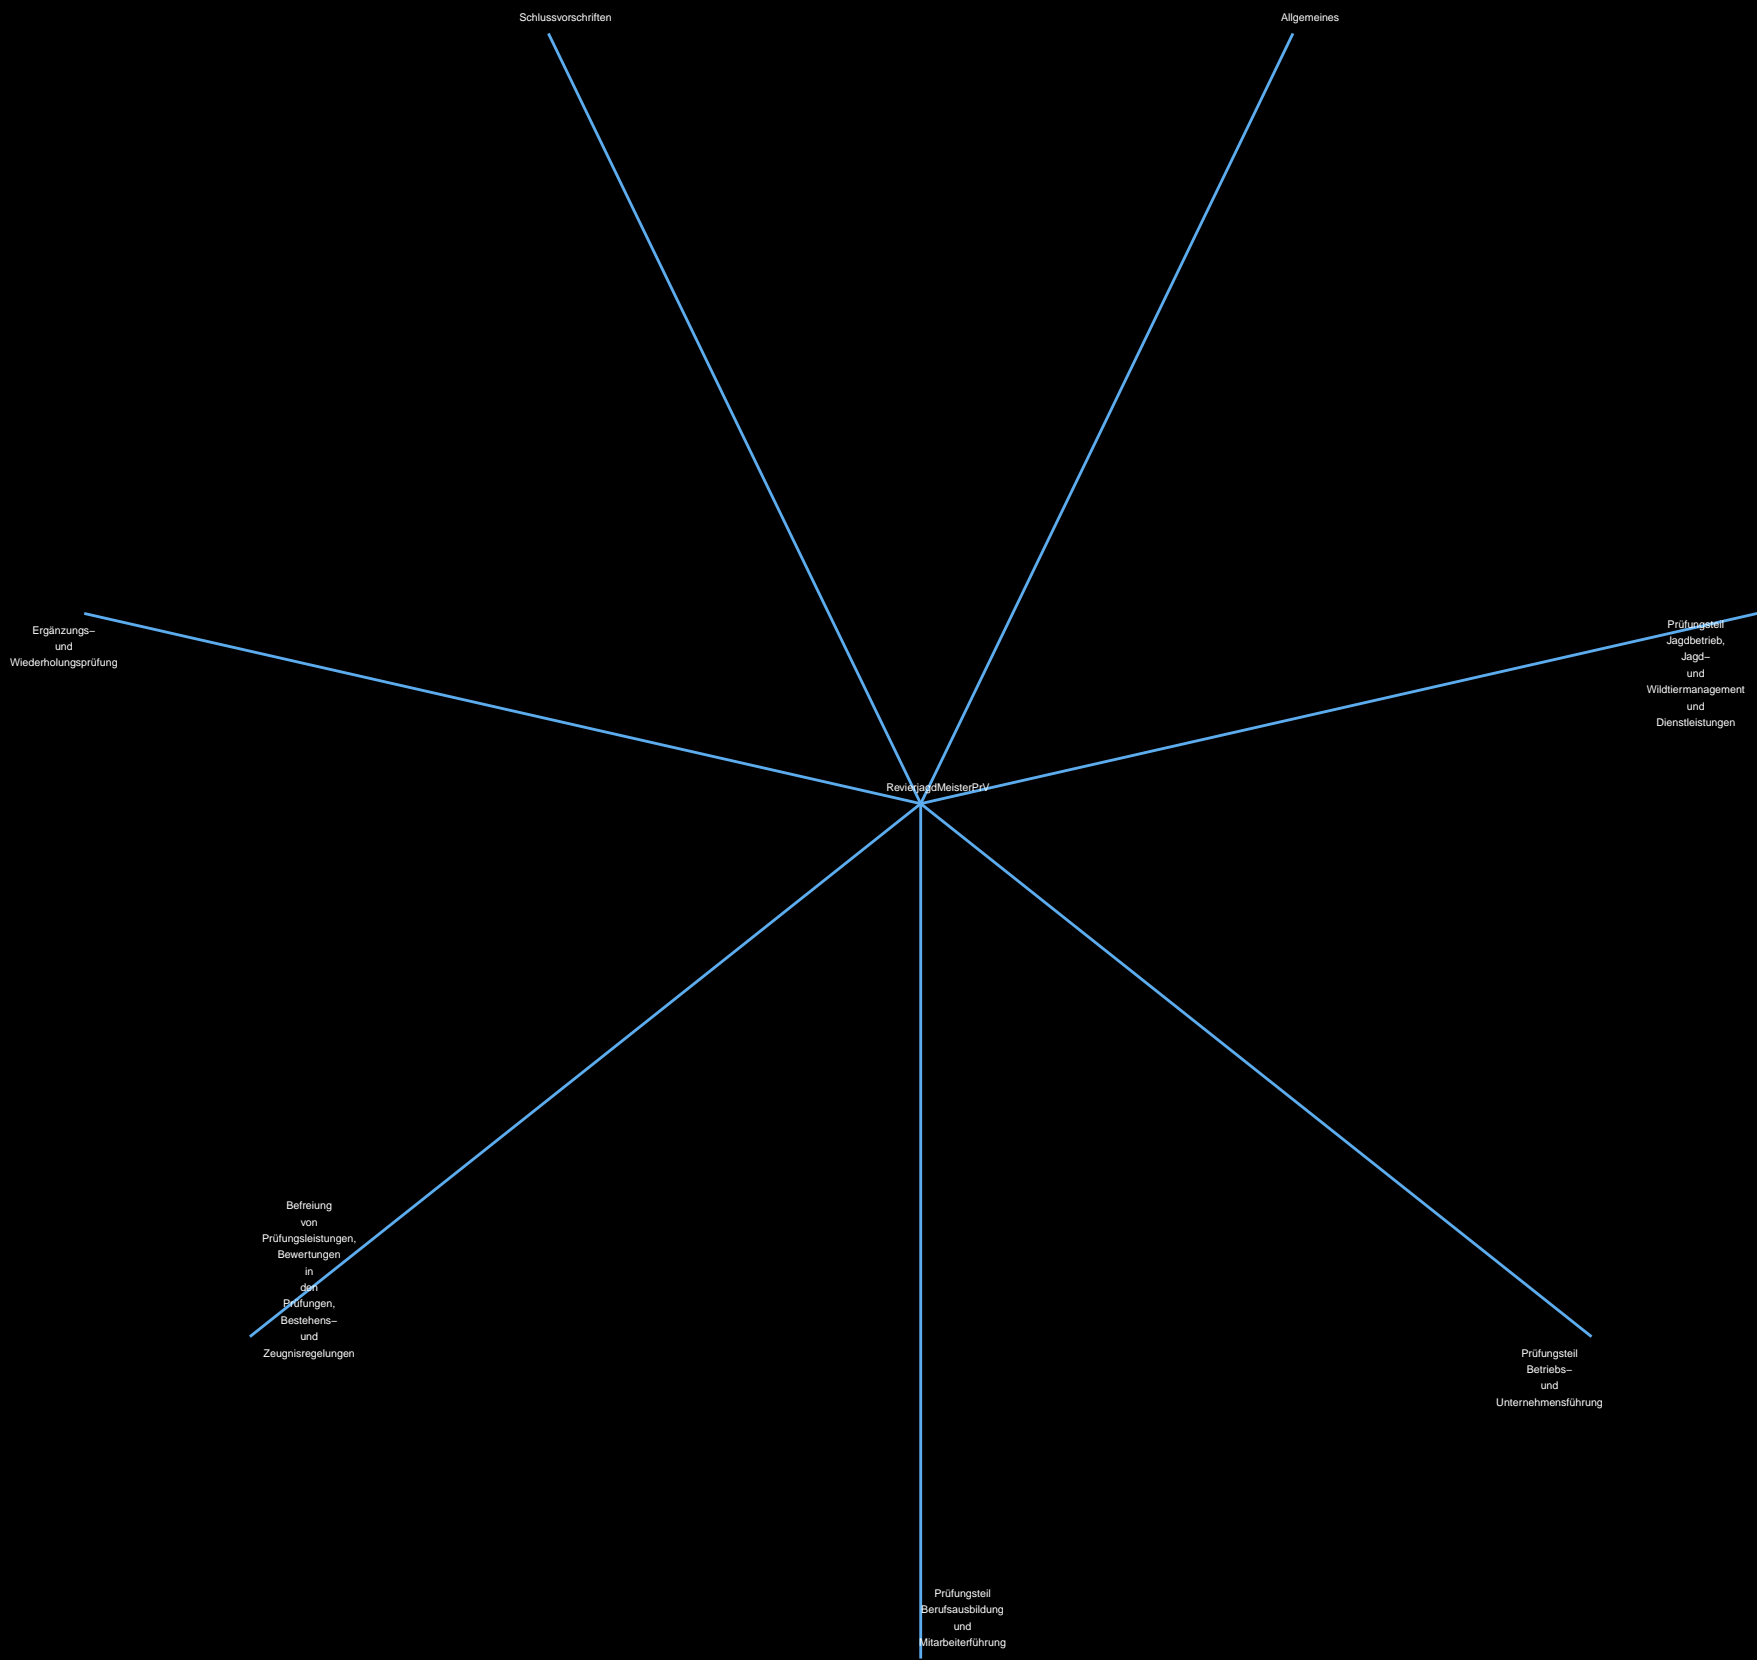 Schlussvorschriften
Allgemeines
Ergänzungs–
und
Wiederholungsprüfung
Prüfungsteil
Jagdbetrieb,
Jagd–
und
Wildtiermanagement
und
Dienstleistungen
RevierjagdMeisterPrV
Befreiung
von
Prüfungsleistungen,
Bewertungen
in
den
Prüfungen,
Bestehens–
und
Zeugnisregelungen
Prüfungsteil
Betriebs–
und
Unternehmensführung
Prüfungsteil
Berufsausbildung
und
Mitarbeiterführung